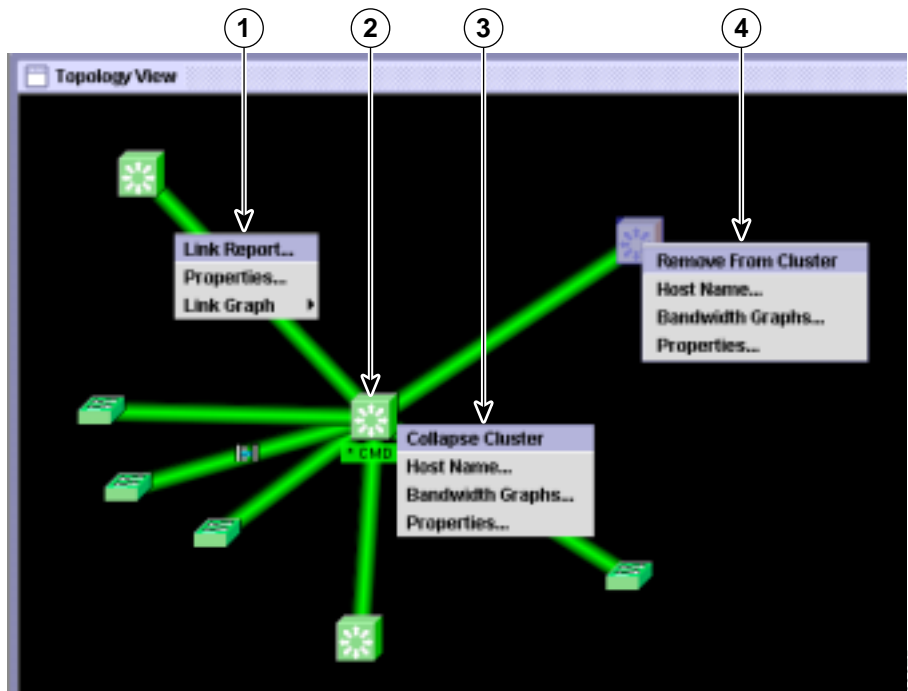 1 2 3 4
Topology View
Link Report...
Properties...
Link Graph
Remove From Cluster
Host Name...
Bandwidth Graphs...
Properties...
* CMD
Collapse Cluster
Host Name...
Bandwidth Graphs...
Properties...